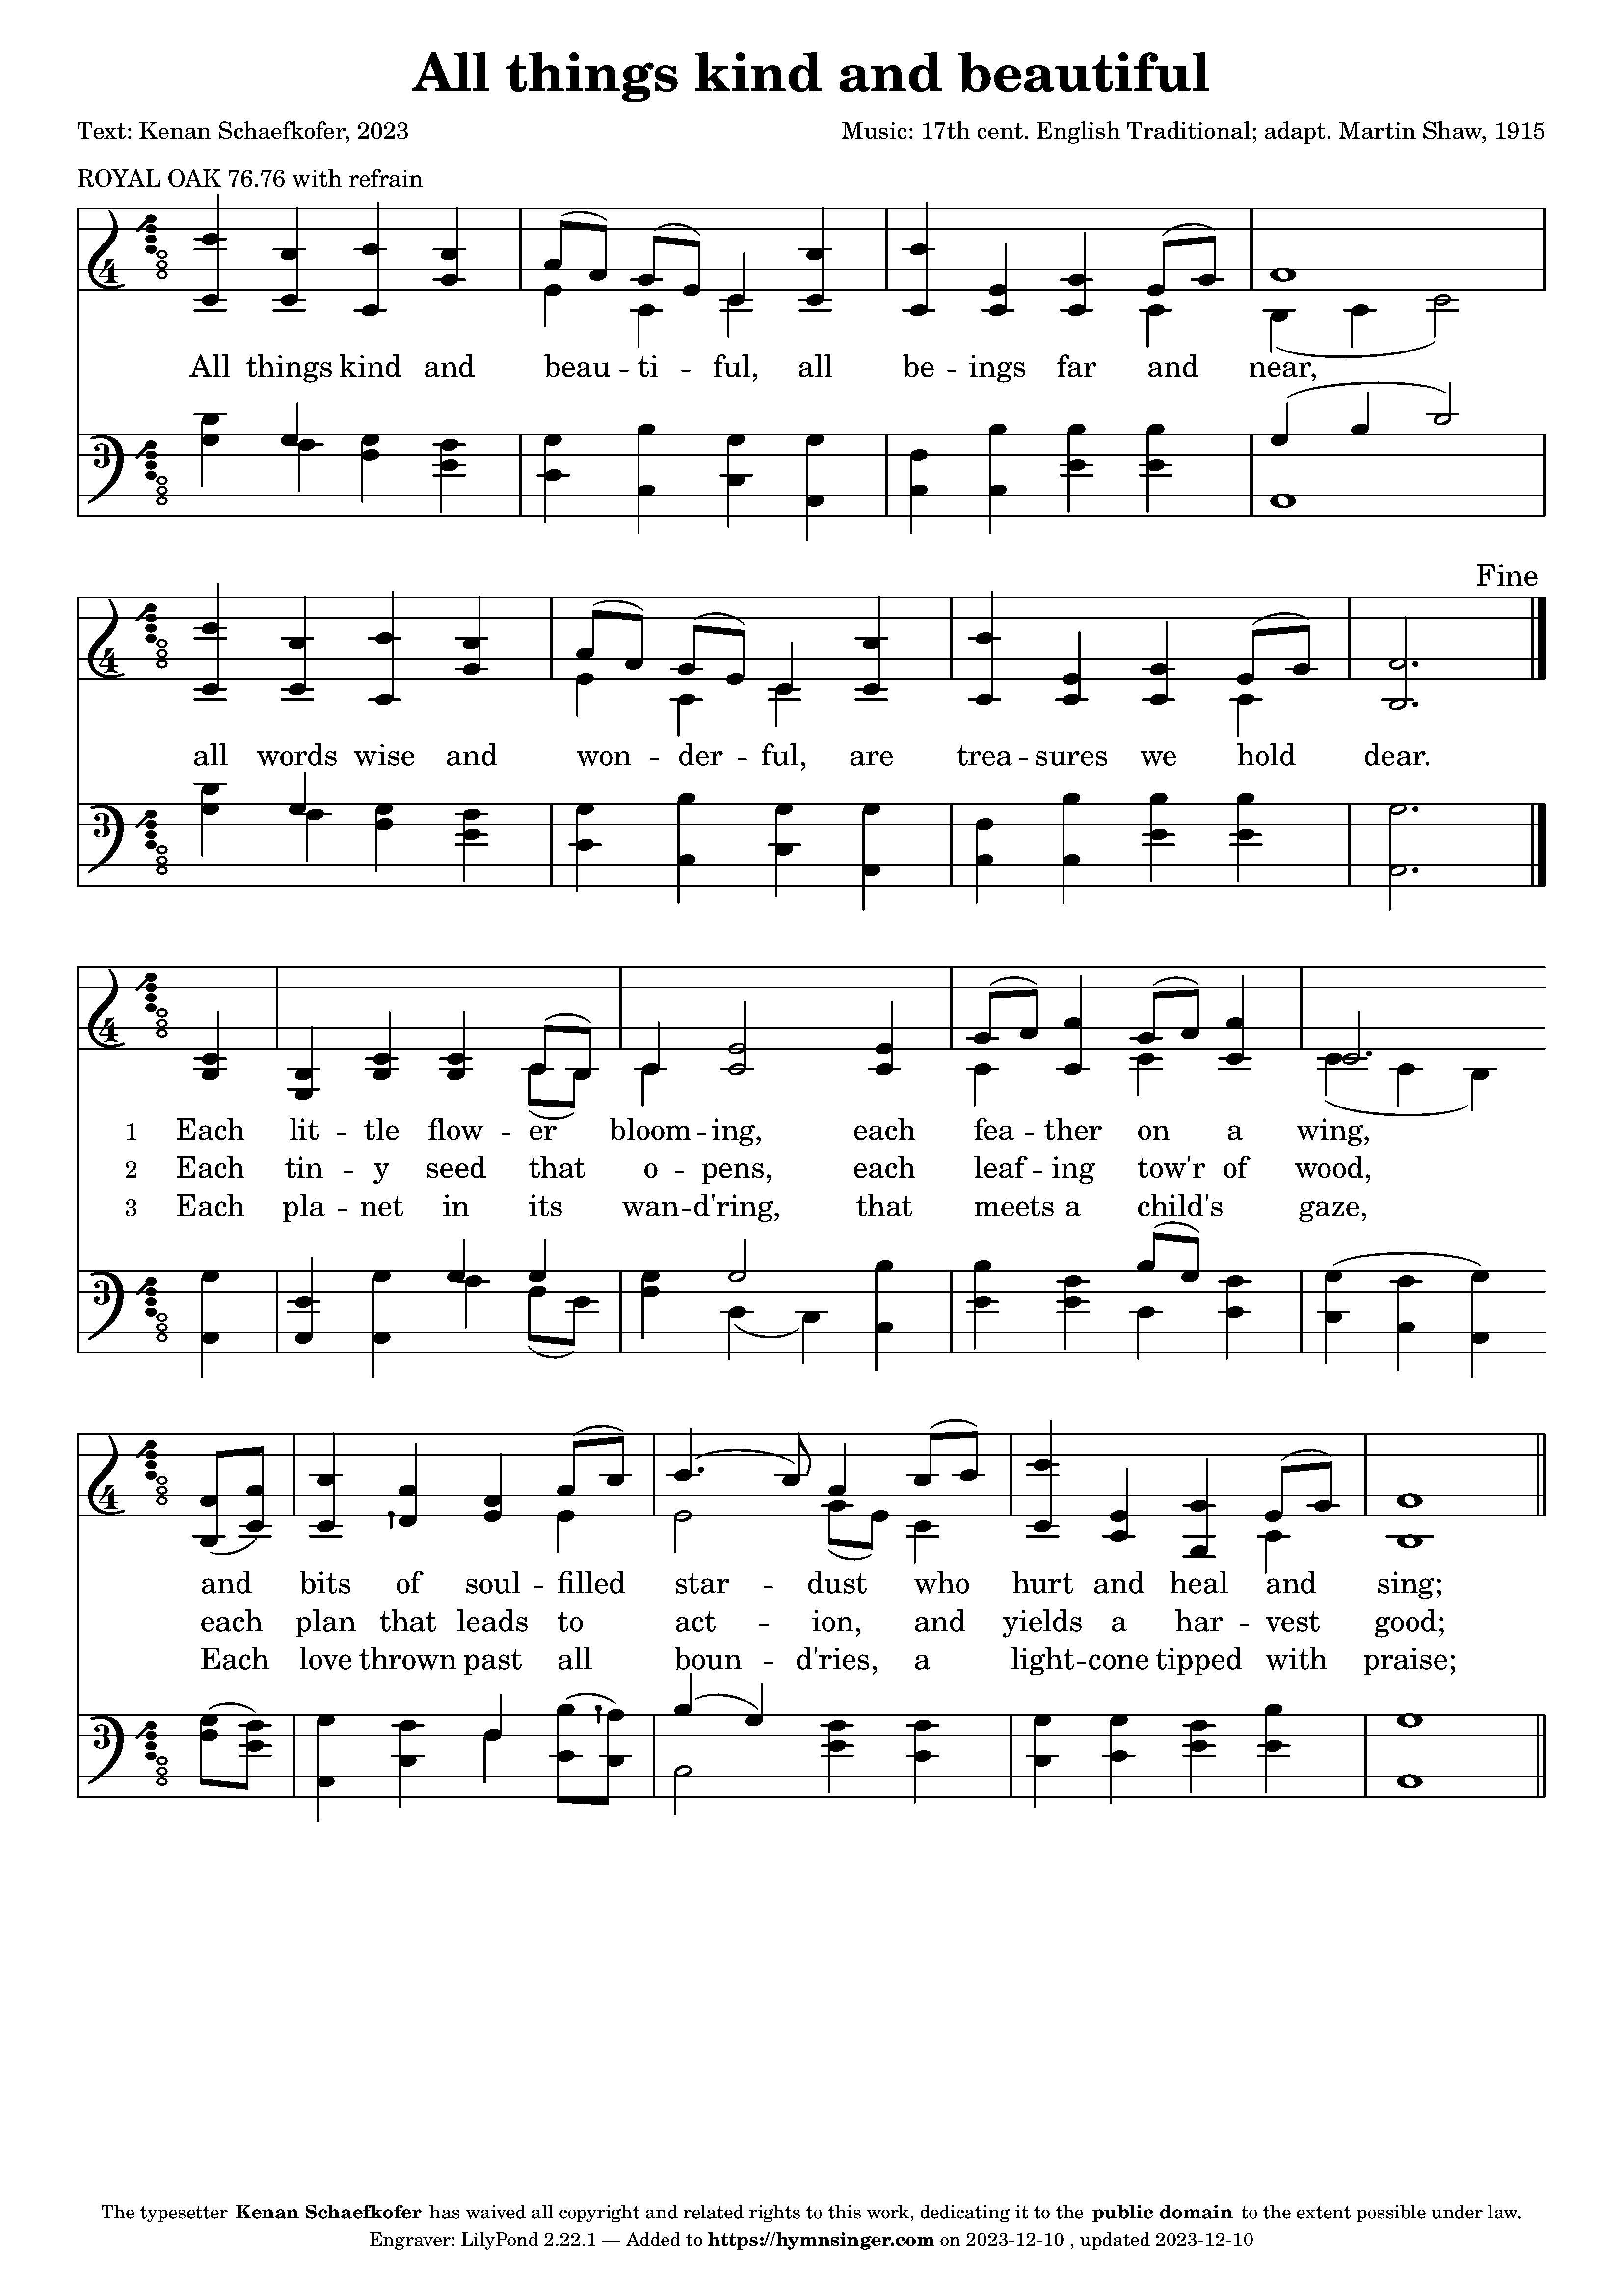 All things kind and beautiful
Text: Kenan Schaefkofer, 2023
Music: 17th cent. English Traditional; adapt. Martin Shaw, 1915
ROYAL OAK 76.76 with refrain
All things kind and beau - ti - ful, all be - ings far and near,
Fine
all words wise and won - der - ful, are trea - sures we hold dear.
1 Each lit - tle flow - er bloom - ing, each fea - ther on a wing,
2 Each tin - y seed that o - pens, each leaf - ing tow'r of wood,
3 Each pla - net in its wan - d'ring, that meets a child's gaze,
and bits of soul - filled star - dust who hurt and heal and sing;
each plan that leads to act - ion, and yields a har - vest good;
Each love thrown past all boun - d'ries, a light - cone tipped with praise;
The typesetter Kenan Schaefkofer has waived all copyright and related rights to this work, dedicating it to the public domain to the extent possible under law.
Engraver: LilyPond 2.22.1 — Added to https://hymnsinger.com on 2023-12-10 , updated 2023-12-10